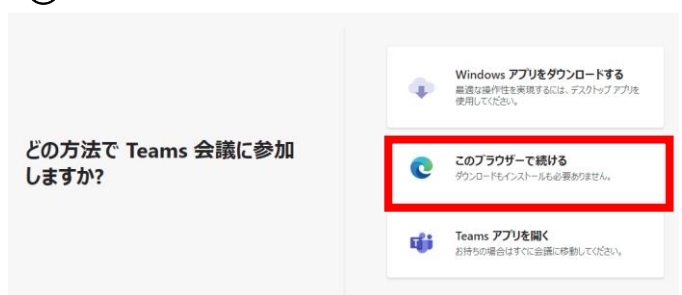 Windows アプリをダウンロードする
最適な操作性を実現するには、デスクトップ アプリを
使用してください。
どの方法で Teams 会議に参加
しますか?
このブラウザーで続ける
ダウンロードもインストールも必要ありません。
Teams アプリを開く
お持ちの場合はすぐに会議に移動してください。